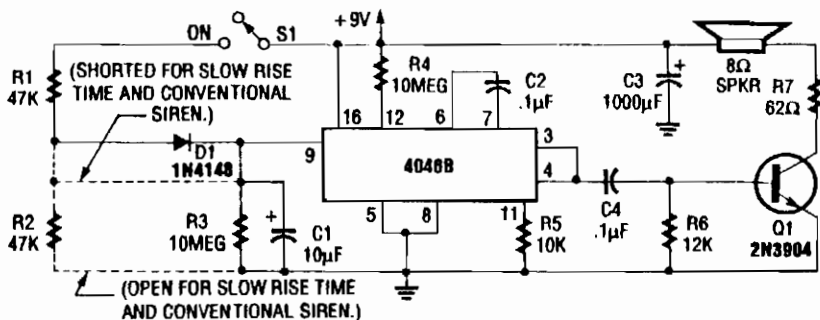 +9V
ON
S1
R1
47K
(SHORTED FOR SLOW RISE
TIME AND CONVENTIONAL
SIREN.)
R4
10MEG
C2
.1µF
C3
1000µF
+
8Ω
SPKR
R7
62Ω
16
12
6
7
D1
1N4148
9
4046B
3
4
R2
47K
R3
10MEG
+
C1
10µF
5
8
11
R5
10K
C4
.1µF
R6
12K
Q1
2N3904
(OPEN FOR SLOW RISE TIME
AND CONVENTIONAL SIREN.)